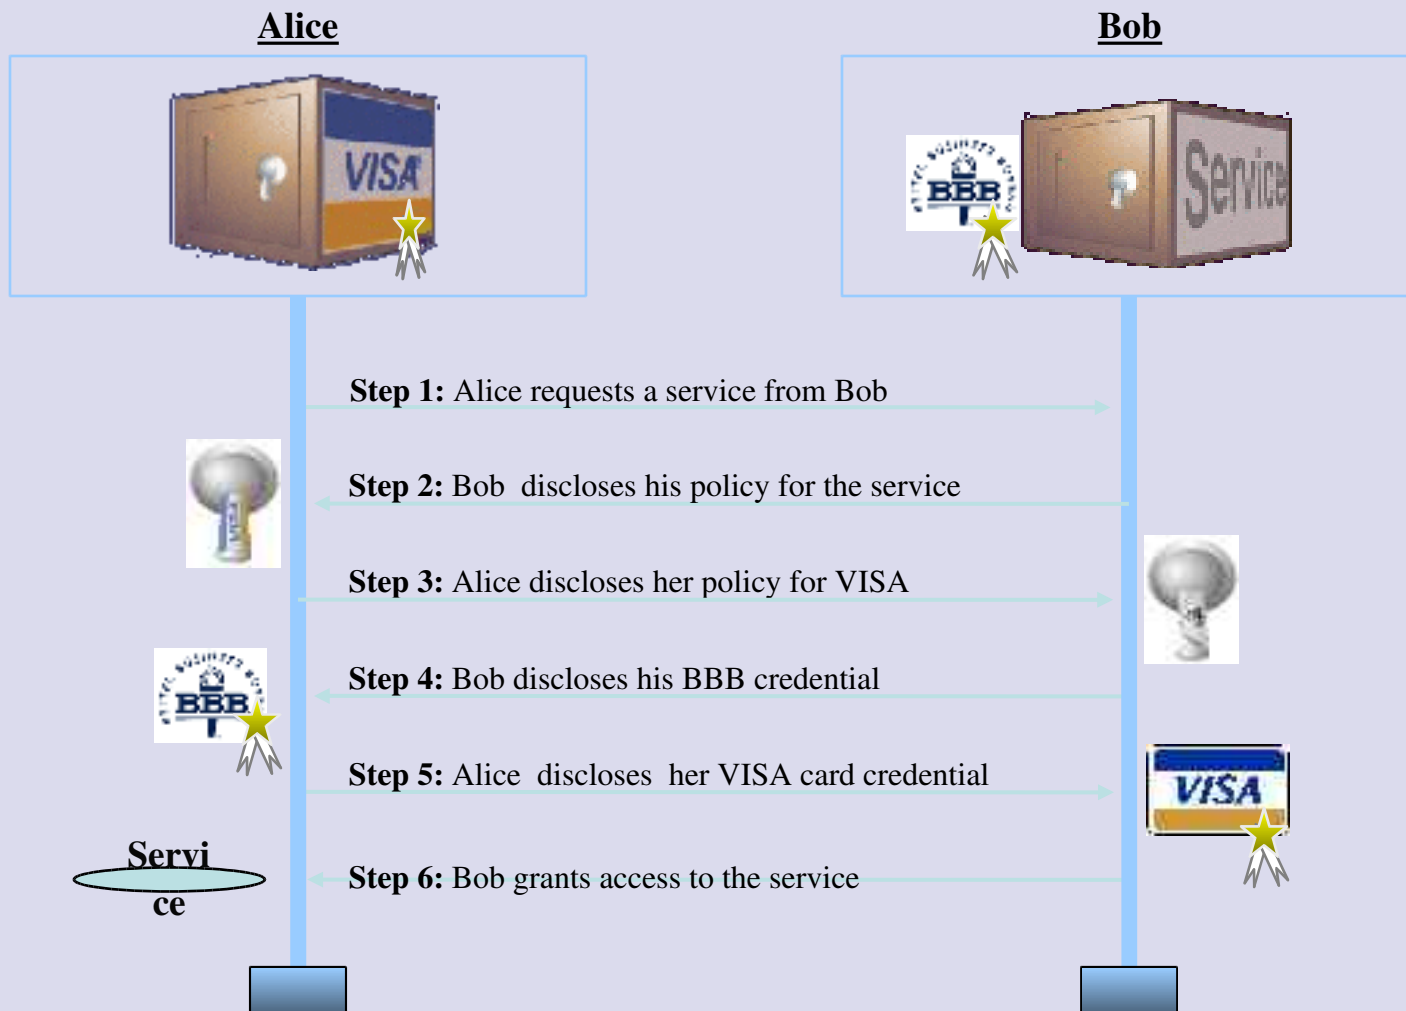 Alice
Bob
VISA
BBB
Service
Step 1: Alice requests a service from Bob
Step 2: Bob discloses his policy for the service
Step 3: Alice discloses her policy for VISA
Step 4: Bob discloses his BBB credential
BBB
Step 5: Alice discloses her VISA card credential
VISA
Servi
ce
Step 6: Bob grants access to the service